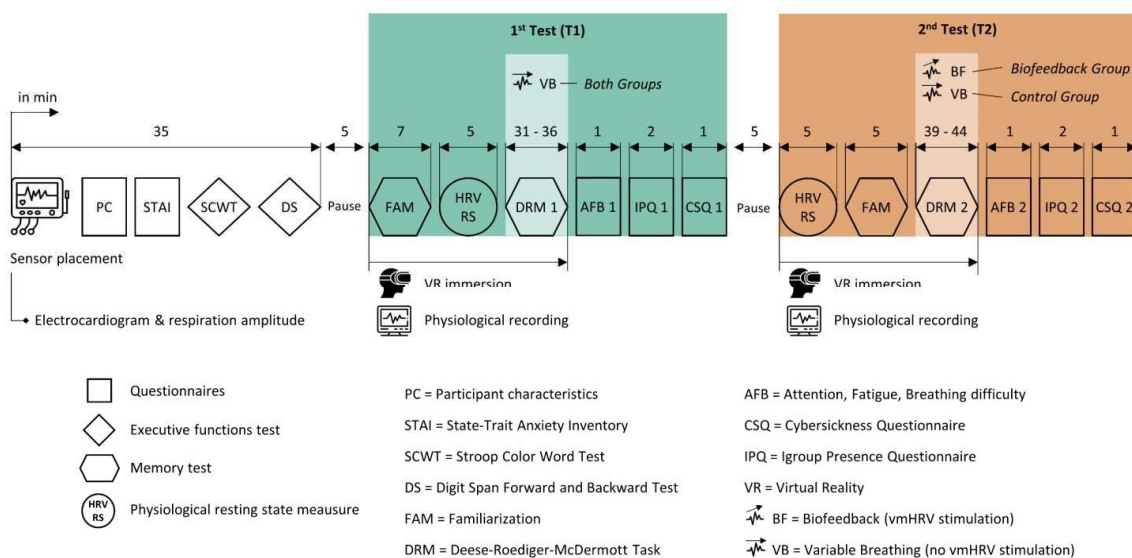 1st Test (T1)
2nd Test (T2)
VB
Both Groups
BF
Biofeedback Group
VB
Control Group
in min
35
5
7
5
31 - 36
1
2
1
5
5
5
39 - 44
1
2
1
PC
STAI
SCWT
DS
Pause
FAM
HRV
RS
DRM 1
AFB 1
IPQ 1
CSQ 1
Pause
HRV
RS
FAM
DRM 2
AFB 2
IPQ 2
CSQ 2
Sensor placement
VR immersion
VR immersion
Electrocardiogram & respiration amplitude
Physiological recording
Physiological recording
Questionnaires
Executive functions test
Memory test
HRV
RS
Physiological resting state meausure
PC = Participant characteristics
STAI = State-Trait Anxiety Inventory
SCWT = Stroop Color Word Test
DS = Digit Span Forward and Backward Test
FAM = Familiarization
DRM = Deese-Roediger-McDermott Task
AFB = Attention, Fatigue, Breathing difficulty
CSQ = Cybersickness Questionnaire
IPQ = Igroup Presence Questionnaire
VR = Virtual Reality
BF = Biofeedback (vmHRV stimulation)
VB = Variable Breathing (no vmHRV stimulation)